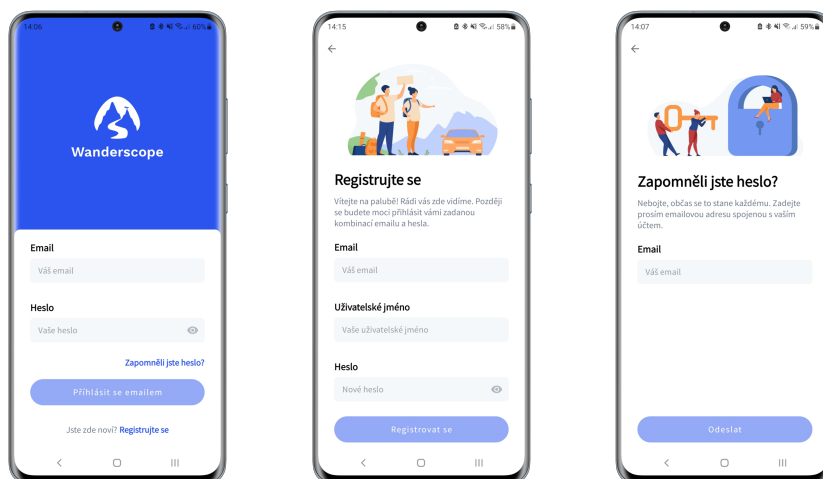 14:06
60%
Wanderscope
Email
Váš email
Heslo
Vaše heslo
Zapomněli jste heslo?
Příhlásit se emailem
Jste zde noví? Registrujte se
14:15
58%
Registrujte se
Vítejte na palubě! Rádi vás zde vidíme. Později
se budete moci přihlásit vámi zadanou
kombinací emailu a hesla.
Email
Váš email
Uživatelské jméno
Vaše uživatelské jméno
Heslo
Nové heslo
Registrovat se
14:07
59%
Zapomněli jste heslo?
Nebojte, občas se to stane každému. Zadejte
prosím emailovou adresu spojenou s vaším
účtem.
Email
Váš email
Odeslat